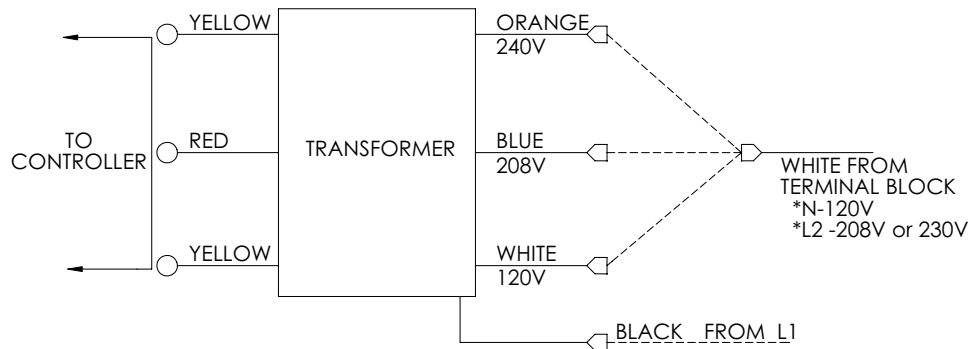 YELLOW
TO
CONTROLLER
RED
YELLOW
TRANSFORMER
ORANGE
240V
BLUE
208V
WHITE
120V
WHITE FROM
TERMINAL BLOCK
*N-120V
*L2 -208V or 230V
BLACK FROM L1